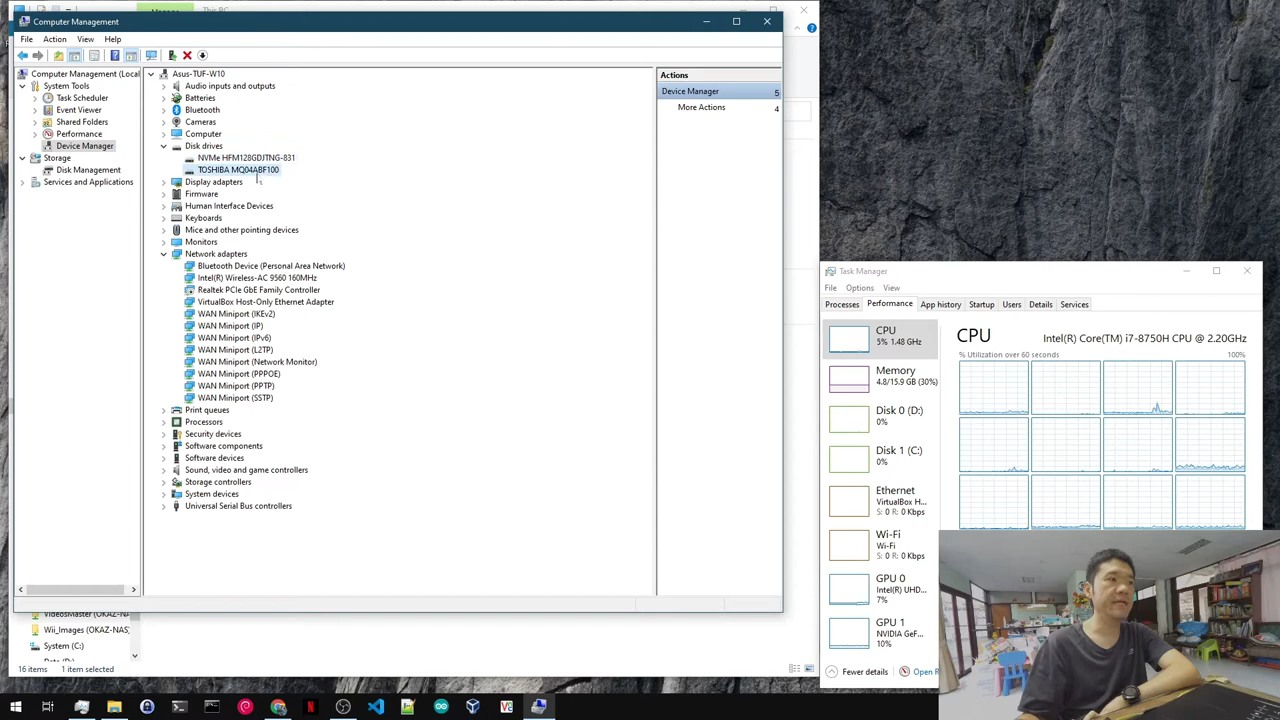 Manage
This PC
Computer Management
File Action View Help
Computer Management (Local
System Tools
Task Scheduler
Event Viewer
Shared Folders
Performance
Device Manager
Storage
Disk Management
Services and Applications
Asus-TUF-W10
Audio inputs and outputs
Batteries
Bluetooth
Cameras
Computer
Disk drives
NVMe HFM128GDJTNG-831
TOSHIBA MQ04ABF100
Display adapters
Firmware
Human Interface Devices
Keyboards
Mice and other pointing devices
Monitors
Network adapters
Bluetooth Device (Personal Area Network)
Intel(R) Wireless-AC 9560 160MHz
Realtek PCIe GbE Family Controller
VirtualBox Host-Only Ethernet Adapter
WAN Miniport (IKEv2)
WAN Miniport (IP)
WAN Miniport (IPv6)
WAN Miniport (L2TP)
WAN Miniport (Network Monitor)
WAN Miniport (PPPOE)
WAN Miniport (PPTP)
WAN Miniport (SSTP)
Print queues
Processors
Security devices
Software components
Software devices
Sound, video and game controllers
Storage controllers
System devices
Universal Serial Bus controllers
Actions
Device Manager
More Actions
VideosMaster (OKAZ-NA
Wii_Images (OKAZ-NAS)
System (C:)
16 items 1 item selected
Task Manager
File Options View
Processes Performance App history Startup Users Details Services
CPU
5% 1.48 GHz
Memory
4.8/15.9 GB (30%)
Disk 0 (D:)
0%
Disk 1 (C:)
0%
Ethernet
VirtualBox H...
S: 0 R: 0 Kbps
Wi-Fi
Wi-Fi
S: 0 R: 0 Kbps
GPU 0
Intel(R) UHD...
7%
GPU 1
NVIDIA GeF...
10%
CPU Intel(R) Core(TM) i7-8750H CPU @ 2.20GHz
% Utilization over 60 seconds 100%
Fewer details Open R